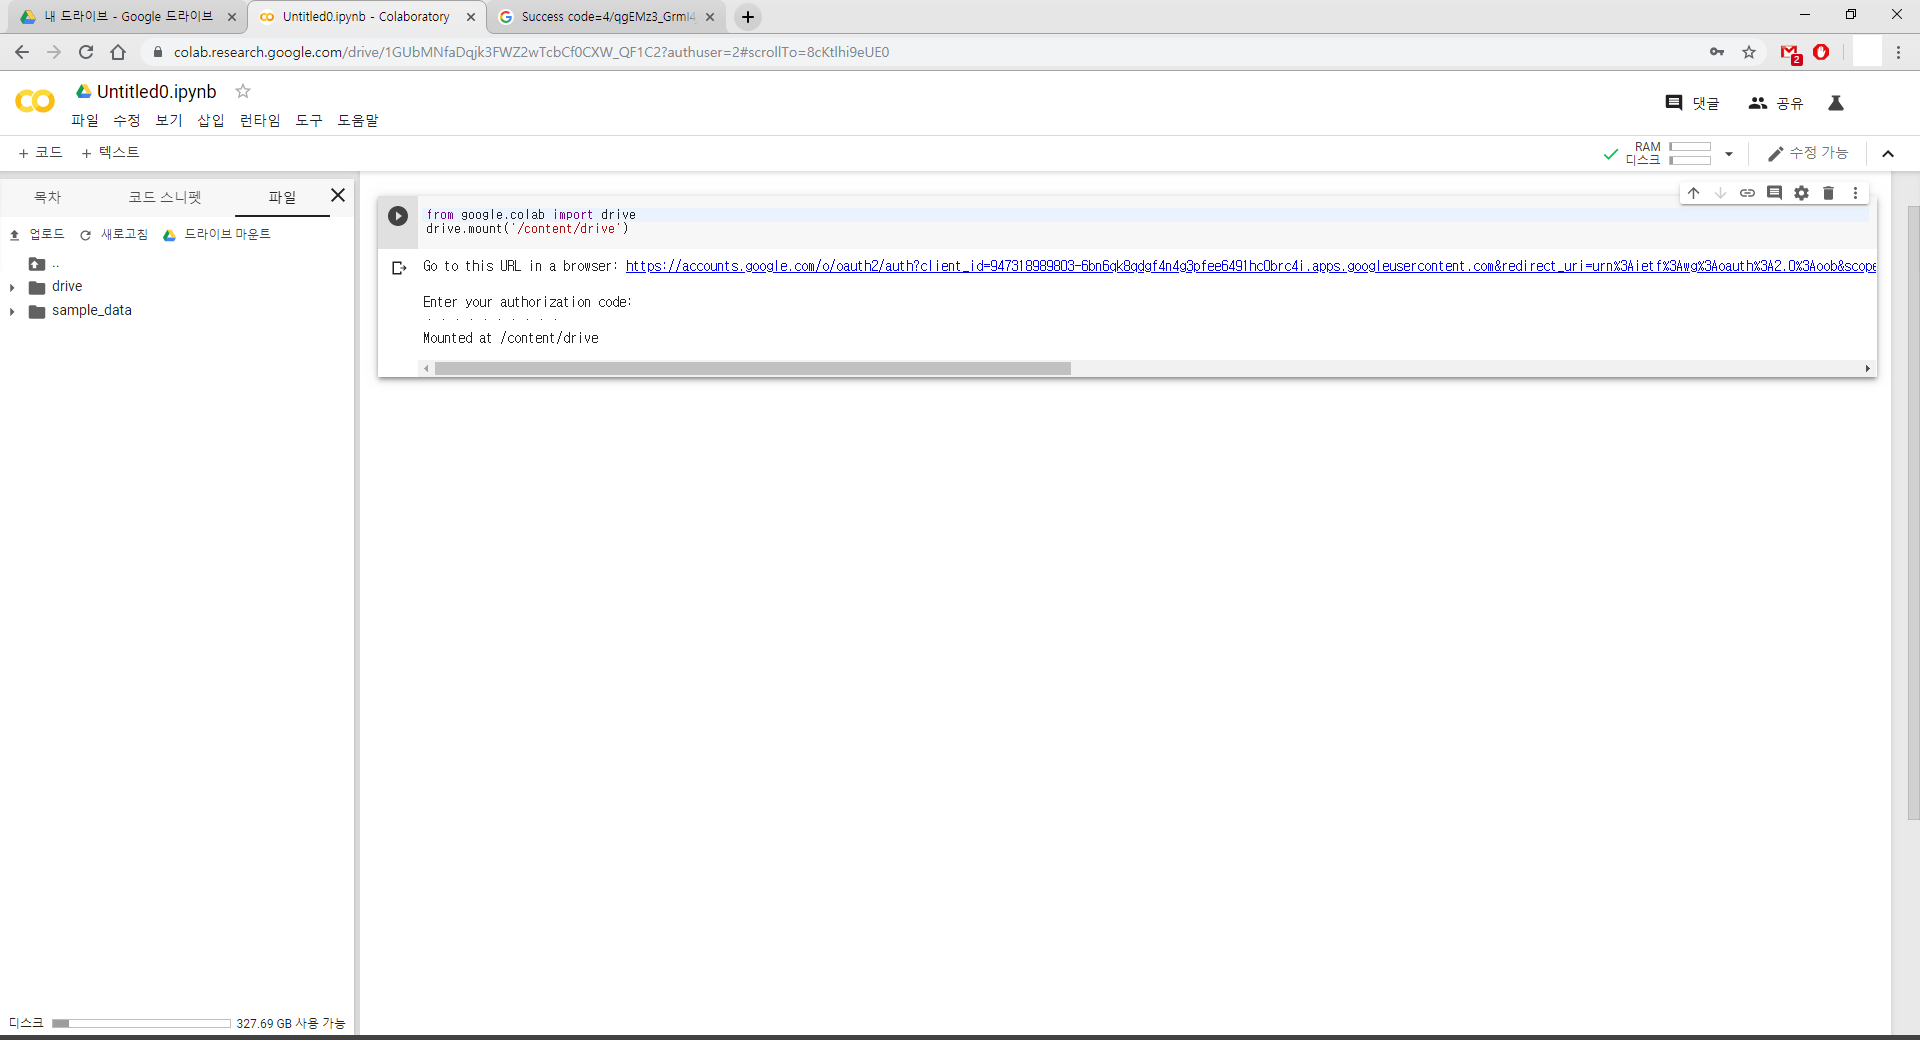 내 드라이브 - Google 드라이브
Untitled0.ipynb - Colaboratory
Success code=4/qgEMz3_GrmI4
colab.research.google.com/drive/1GUbMNfaDqjk3FWZ2wTcbCf0CXW_QF1C2?authuser=2#scrollTo=8cKtlhi9eUE0
2
CO Untitled0.ipynb
댓글 공유
파일 수정 보기 삽입 런타임 도구 도움말
+ 코드 + 텍스트
RAM
디스크
수정 가능
목차 코드 스니펫 파일
업로드 새로고침 드라이브 마운트
..
drive
sample_data
from google.colab import drive
drive.mount('/content/drive')
Go to this URL in a browser: https://accounts.google.com/o/oauth2/auth?client_id=947318989803-6bn6qk8qdgf4n4g3pfee6491hc0brc4i.apps.googleusercontent.com&redirect_uri=urn%3Aietf%3Awg%3Aoauth%3A2.0%3Aoob&scope
Enter your authorization code:
··········
Mounted at /content/drive
디스크 327.69 GB 사용 가능